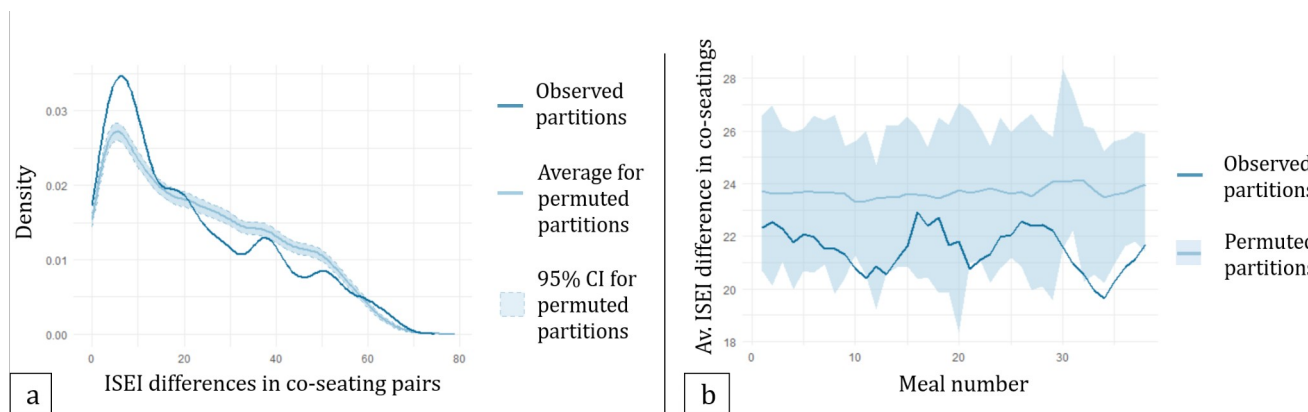 Density
0.03
0.02
0.01
0.00
0
20
40
60
80
ISEI differences in co-seating pairs
Observed
partitions
Average for
permuted
partitions
95% CI for
permuted
partitions
a
Av. ISEI difference in co-seatings
28
26
24
22
20
18
0
10
20
30
Meal number
Observed
partitions
Permuted
partitions
b